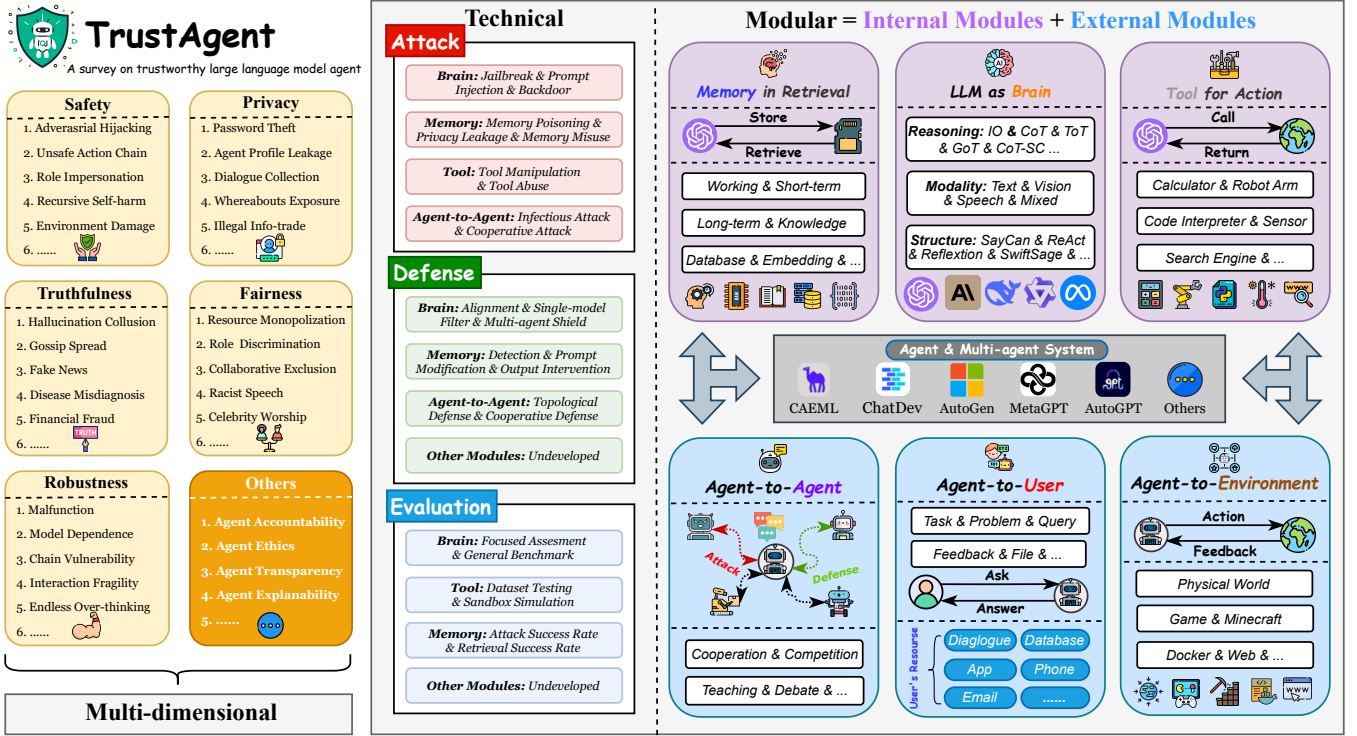 TrustAgent
A survey on trustworthy large language model agent
Safety
1. Adverasrial Hijacking
2. Unsafe Action Chain
3. Role Impersonation
4. Recursive Self-harm
5. Environment Damage
6. ......
Privacy
1. Password Theft
2. Agent Profile Leakage
3. Dialogue Collection
4. Whereabouts Exposure
5. Illegal Info-trade
6. ......
Truthfulness
1. Hallucination Collusion
2. Gossip Spread
3. Fake News
4. Disease Misdiagnosis
5. Financial Fraud
6. ......
TRUTH
Fairness
1. Resource Monopolization
2. Role Discrimination
3. Collaborative Exclusion
4. Racist Speech
5. Celebrity Worship
6. ......
Robustness
1. Malfunction
2. Model Dependence
3. Chain Vulnerability
4. Interaction Fragility
5. Endless Over-thinking
6. ......
Others
1. Agent Accountability
2. Agent Ethics
3. Agent Transparency
4. Agent Explanability
5. ......
Multi-dimensional
Technical
Attack
Brain: Jailbreak & Prompt
Injection & Backdoor
Memory: Memory Poisoning &
Privacy Leakage & Memory Misuse
Tool: Tool Manipulation
& Tool Abuse
Agent-to-Agent: Infectious Attack
& Cooperative Attack
Defense
Brain: Alignment & Single-model
Filter & Multi-agent Shield
Memory: Detection & Prompt
Modification & Output Intervention
Agent-to-Agent: Topological
Defense & Cooperative Defense
Other Modules: Undeveloped
Evaluation
Brain: Focused Assesment
& General Benchmark
Tool: Dataset Testing
& Sandbox Simulation
Memory: Attack Success Rate
& Retrieval Success Rate
Other Modules: Undeveloped
Modular = Internal Modules + External Modules
Memory in Retrieval
Store
Retrieve
Working & Short-term
Long-term & Knowledge
Database & Embedding & ...
AI
LLM as Brain
Reasoning: IO & CoT & ToT
& GoT & CoT-SC ...
Modality: Text & Vision
& Speech & Mixed
Structure: SayCan & ReAct
& Reflextion & SwiftSage & ...
Tool for Action
Call
Return
Calculator & Robot Arm
Code Interpreter & Sensor
Search Engine & ...
WWW
Agent & Multi-agent System
CAEML
ChatDev
AutoGen
MetaGPT
gpt
AutoGPT
Others
Agent-to-Agent
Attack
Defense
Cooperation & Competition
Teaching & Debate & ...
Agent-to-User
Task & Problem & Query
Feedback & File & ...
Ask
Answer
User's Resourse
Diaglogue
Database
App
Phone
Email
......
Agent-to-Environment
Action
Feedback
Physical World
Game & Minecraft
Docker & Web & ...
WWW